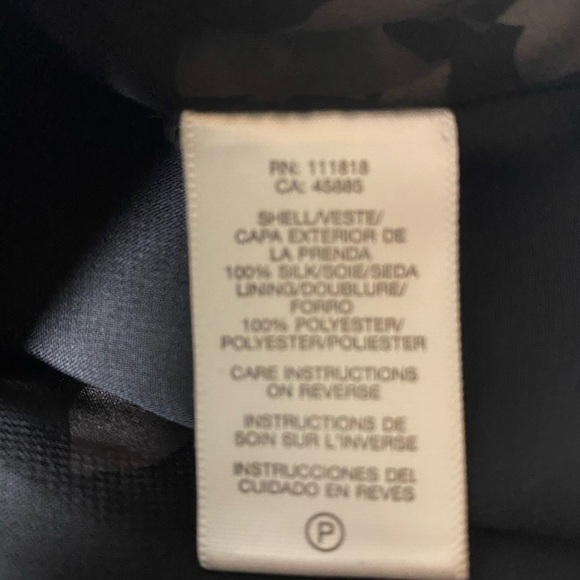 RN: 111818
CA: 45885
SHELL/VESTE/
CAPA EXTERIOR DE
LA PRENDA
100% SILK/SOIE/SEDA
LINING/DOUBLURE/
FORRO
100% POLYESTER/
POLYESTER/POLIESTER
CARE INSTRUCTIONS
ON REVERSE
INSTRUCTIONS DE
SOIN SUR L'INVERSE
INSTRUCCIONES DEL
CUIDADO EN REVES
P